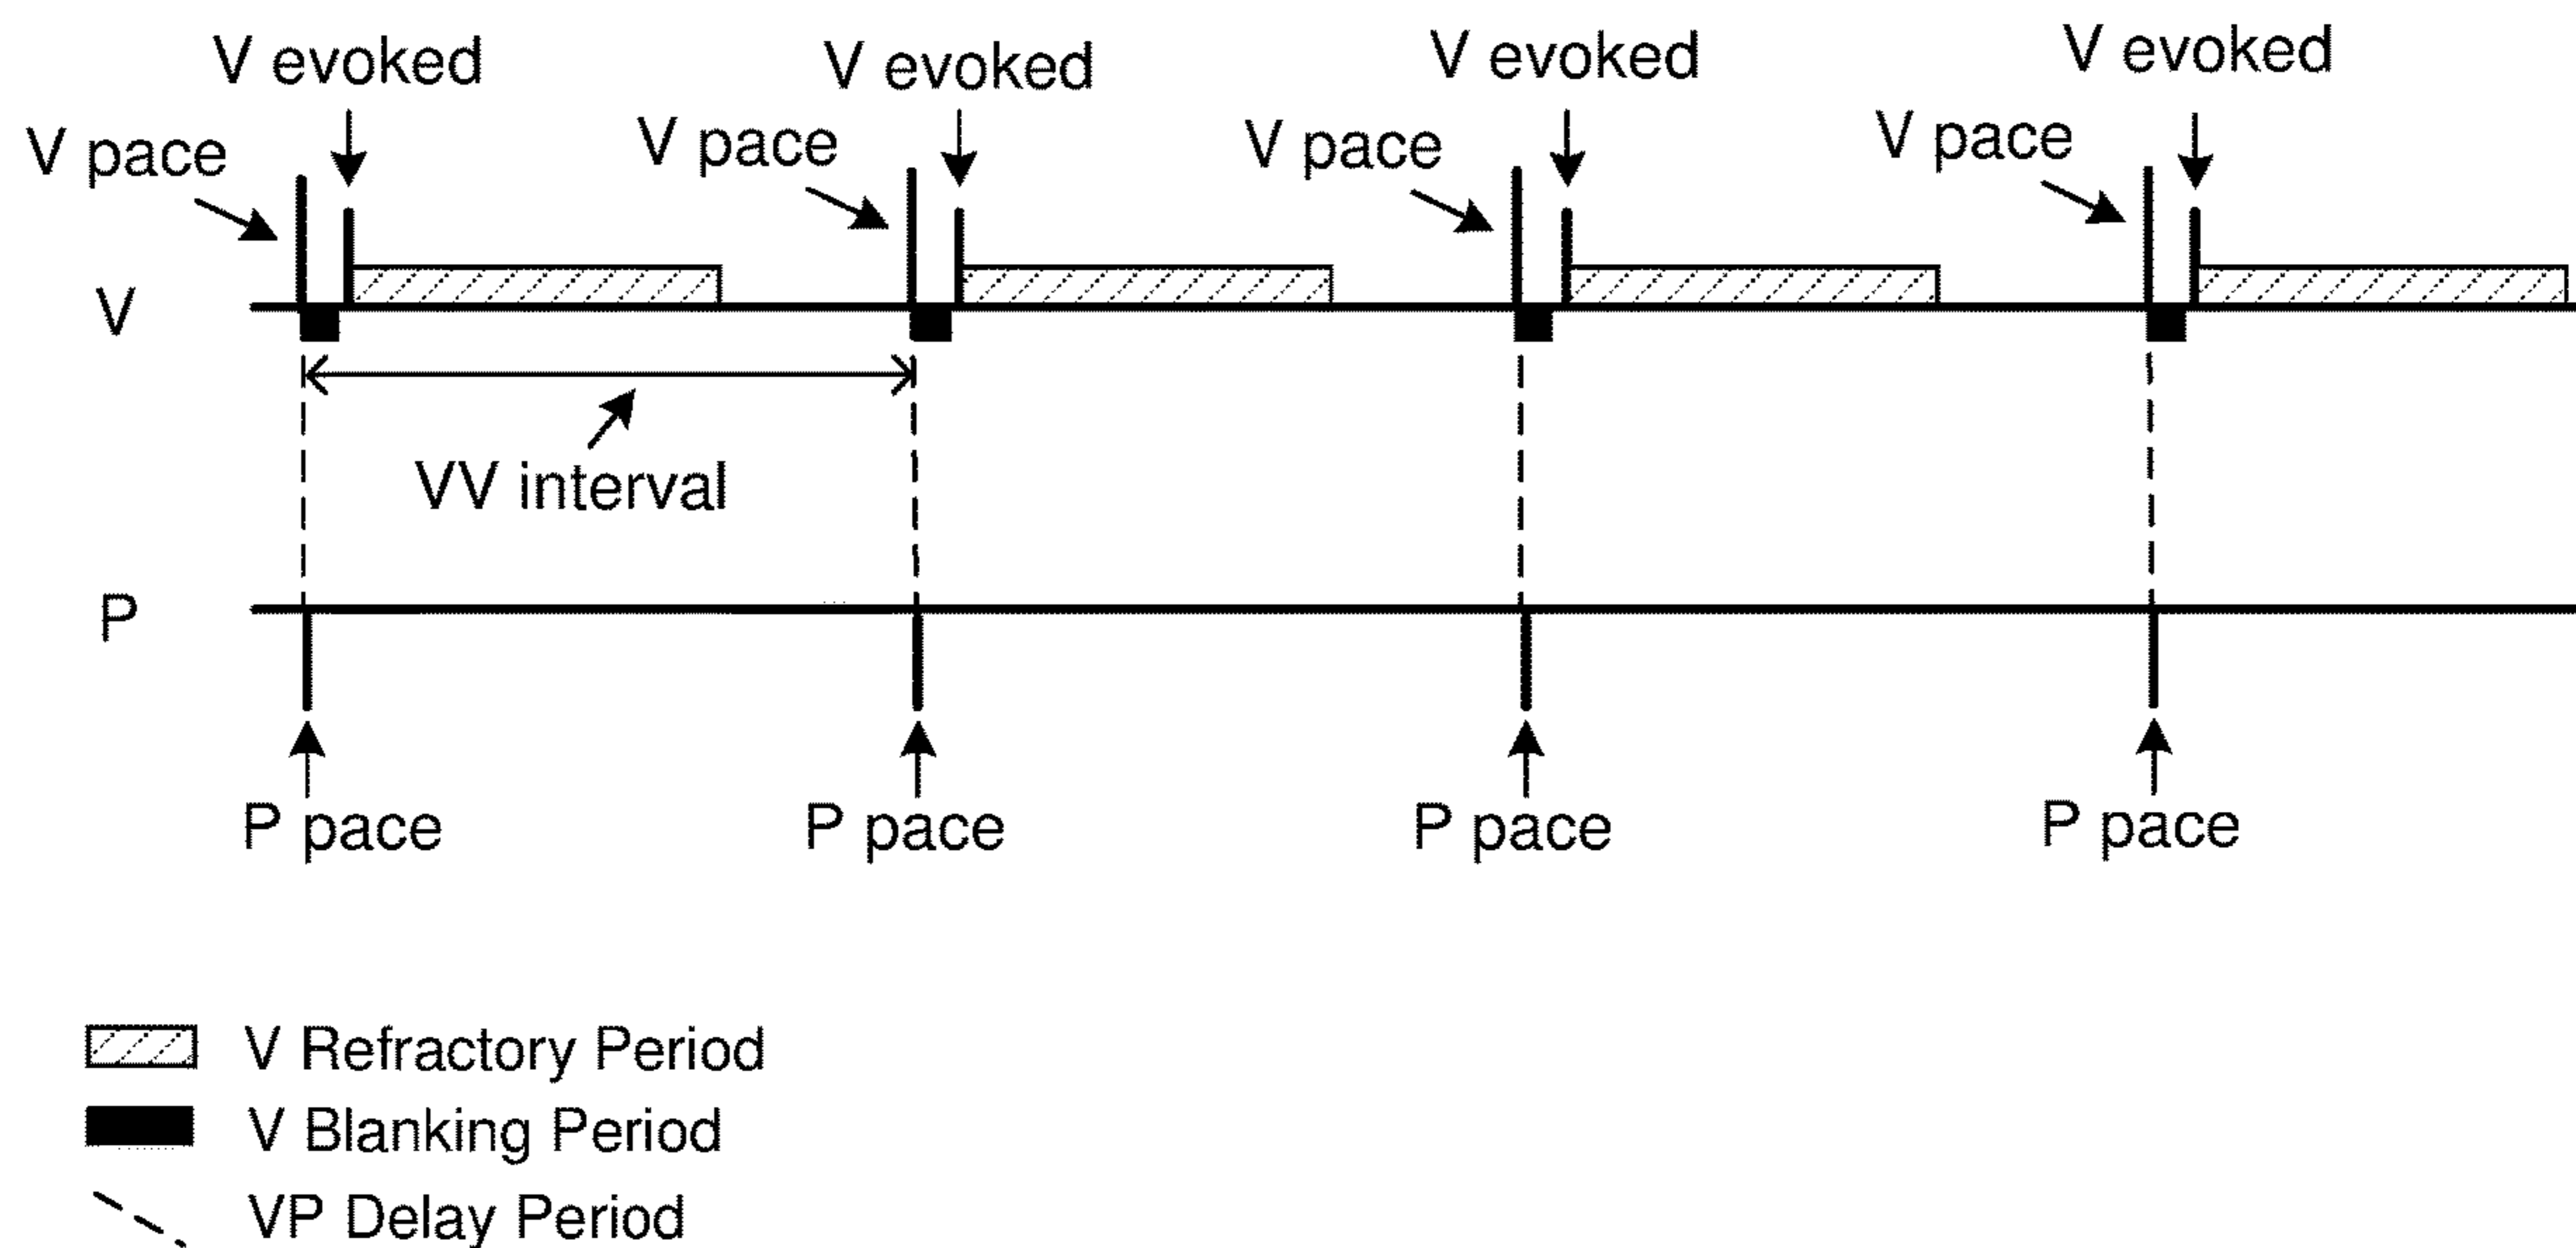 V evoked
V evoked
V evoked
V evoked
V pace
V pace
V pace
V pace
V
VV interval
P
P pace
P pace
P pace
P pace
V Refractory Period
V Blanking Period
VP Delay Period